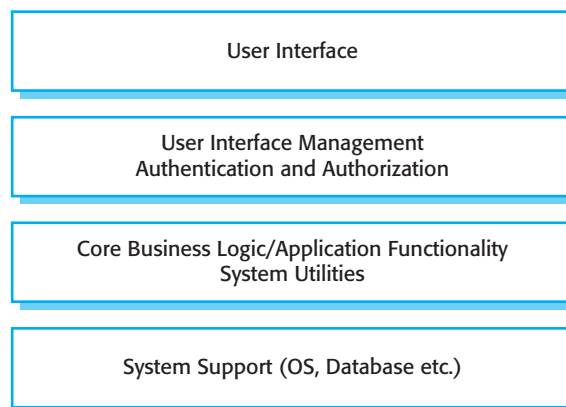 User Interface
User Interface Management
Authentication and Authorization
Core Business Logic/Application Functionality
System Utilities
System Support (OS, Database etc.)